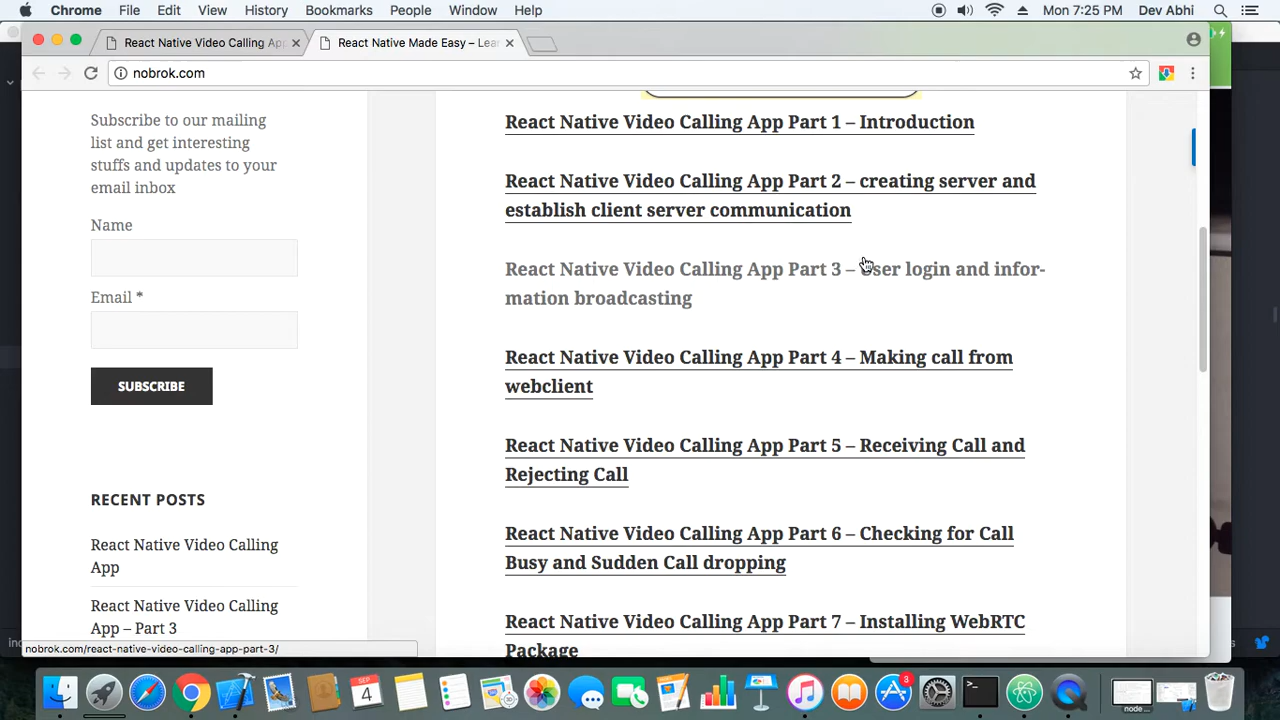 Chrome File Edit View History Bookmarks People Window Help Mon 7:25 PM Dev Abhi
React Native Video Calling Ap
React Native Made Easy – Lea
nobrok.com
Subscribe to our mailing
list and get interesting
stuffs and updates to your
email inbox
Name
Email *
SUBSCRIBE
RECENT POSTS
React Native Video Calling
App
React Native Video Calling
App – Part 3
React Native Video Calling App Part 1 – Introduction
React Native Video Calling App Part 2 – creating server and
establish client server communication
React Native Video Calling App Part 3 – User login and infor-
mation broadcasting
React Native Video Calling App Part 4 – Making call from
webclient
React Native Video Calling App Part 5 – Receiving Call and
Rejecting Call
React Native Video Calling App Part 6 – Checking for Call
Busy and Sudden Call dropping
React Native Video Calling App Part 7 – Installing WebRTC
Package
nobrok.com/react-native-video-calling-app-part-3/
SEP
4
3